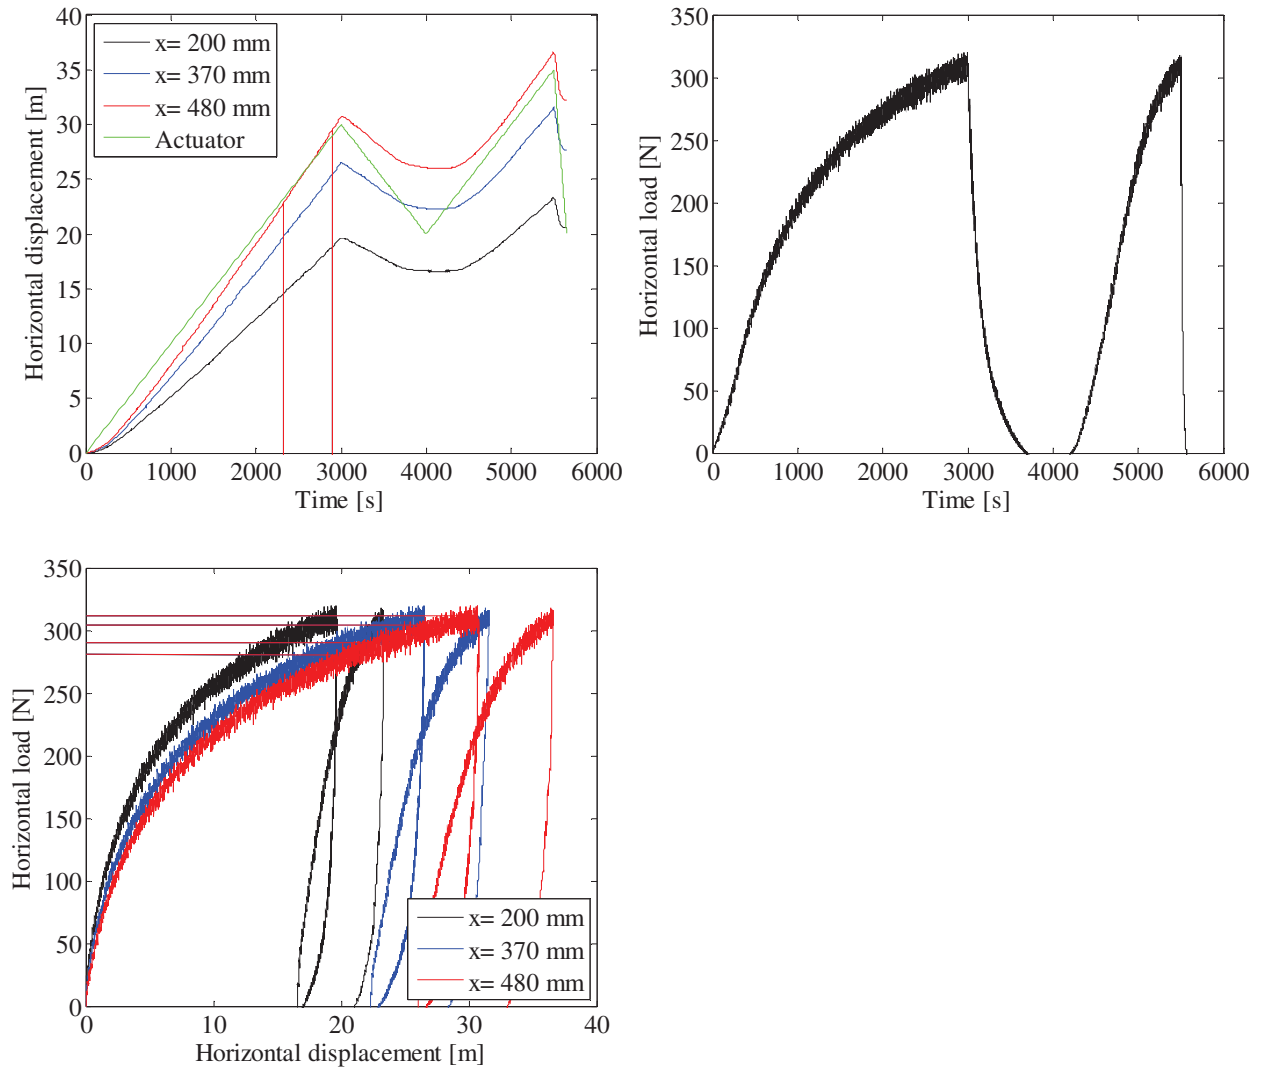 40
35
30
25
20
15
10
5
0
Horizontal displacement [m]
x= 200 mm
x= 370 mm
x= 480 mm
Actuator
0 1000 2000 3000 4000 5000 6000
Time [s]
350
300
250
200
150
100
50
0
Horizontal load [N]
0 1000 2000 3000 4000 5000 6000
Time [s]
350
300
250
200
150
100
50
0
Horizontal load [N]
x= 200 mm
x= 370 mm
x= 480 mm
0 10 20 30 40
Horizontal displacement [m]